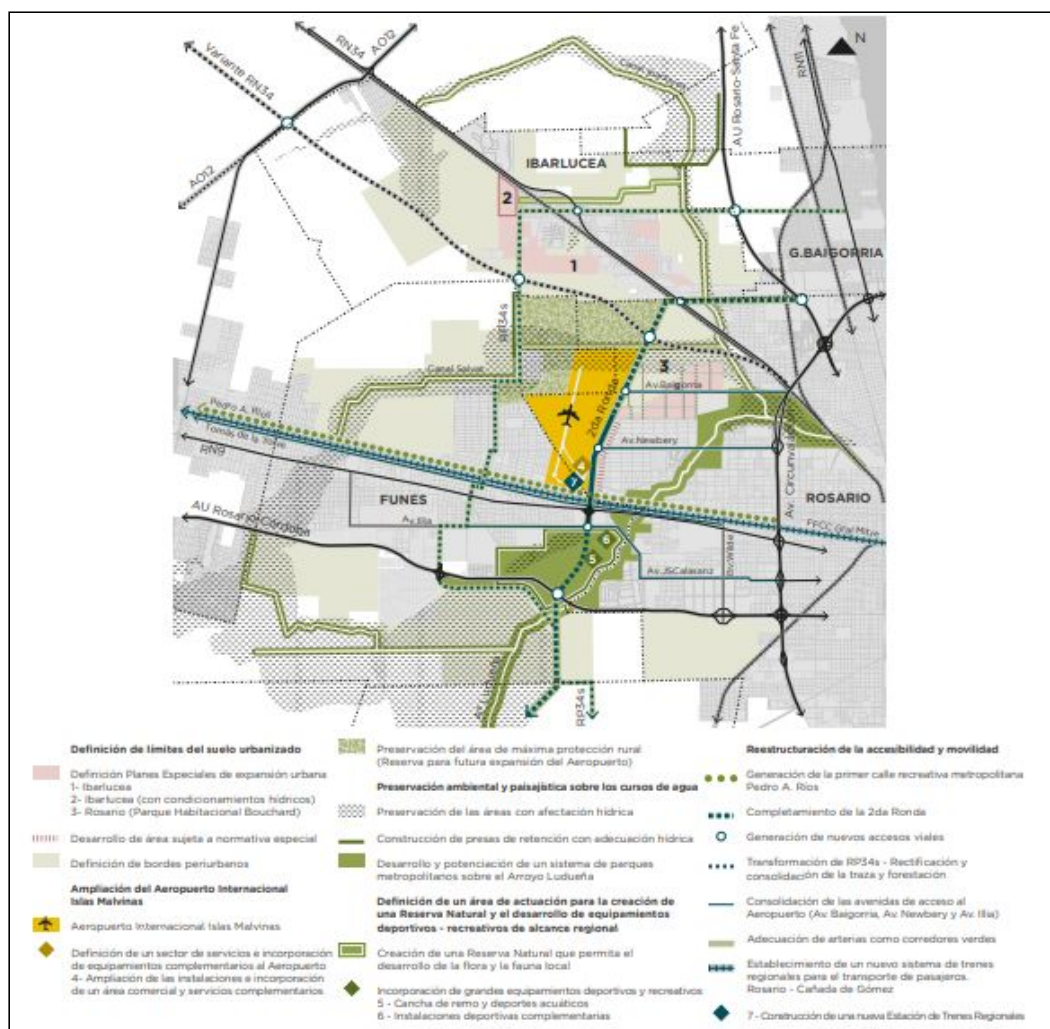 N
Variante RN34
RN34
AO12
AU Rosario-Santa Fe
RN11
AO12
IBARLUCEA
2
1
G.BAIGORRIA
RP34s
3
Canal Salvat
Av.Baigorria
2da Ronda
Pedro A. Ríos
Av.Newbery
4
7
RN9
FUNES
ROSARIO
Av. Circunvalación
AU Rosario-Córdoba
Av.Illia
FFCC Gral Mitre
6
5
Av.Wilde
Av.JSCalasanz
RP34s
Definición de límites del suelo urbanizado
Definición Planes Especiales de expansión urbana
1- Ibarlucea
2- Ibarlucea (con condicionamientos hídricos)
3- Rosario (Parque Habitacional Bouchard)
Desarrollo de área sujeta a normativa especial
Definición de bordes periurbanos
Ampliación del Aeropuerto Internacional
Islas Malvinas
Aeropuerto Internacional Islas Malvinas
Definición de un sector de servicios e incorporación
de equipamientos complementarios al Aeropuerto
4- Ampliación de las instalaciones e incorporación
de un área comercial y servicios complementarios
Preservación del área de máxima protección rural
(Reserva para futura expansión del Aeropuerto)
Preservación ambiental y paisajística sobre los cursos de agua
Preservación de las áreas con afectación hídrica
Construcción de presas de retención con adecuación hídrica
Desarrollo y potenciación de un sistema de parques
metropolitanos sobre el Arroyo Ludueña
Definición de un área de actuación para la creación de
una Reserva Natural y el desarrollo de equipamientos
deportivos - recreativos de alcance regional
Creación de una Reserva Natural que permita el
desarrollo de la flora y la fauna local
Incorporación de grandes equipamientos deportivos y recreativos
5 - Cancha de remo y deportes acuáticos
6 - Instalaciones deportivas complementarias
Reestructuración de la accesibilidad y movilidad
Generación de la primer calle recreativa metropolitana
Pedro A. Ríos
Completamiento de la 2da Ronda
Generación de nuevos accesos viales
Transformación de RP34s - Rectificación y
consolidación de la traza y forestación
Consolidación de las avenidas de acceso al
Aeropuerto (Av. Baigorria, Av. Newbery y Av. Illia)
Adecuación de arterias como corredores verdes
Establecimiento de un nuevo sistema de trenes
regionales para el transporte de pasajeros.
Rosario - Cañada de Gómez
7 - Construcción de una nueva Estación de Trenes Regionales